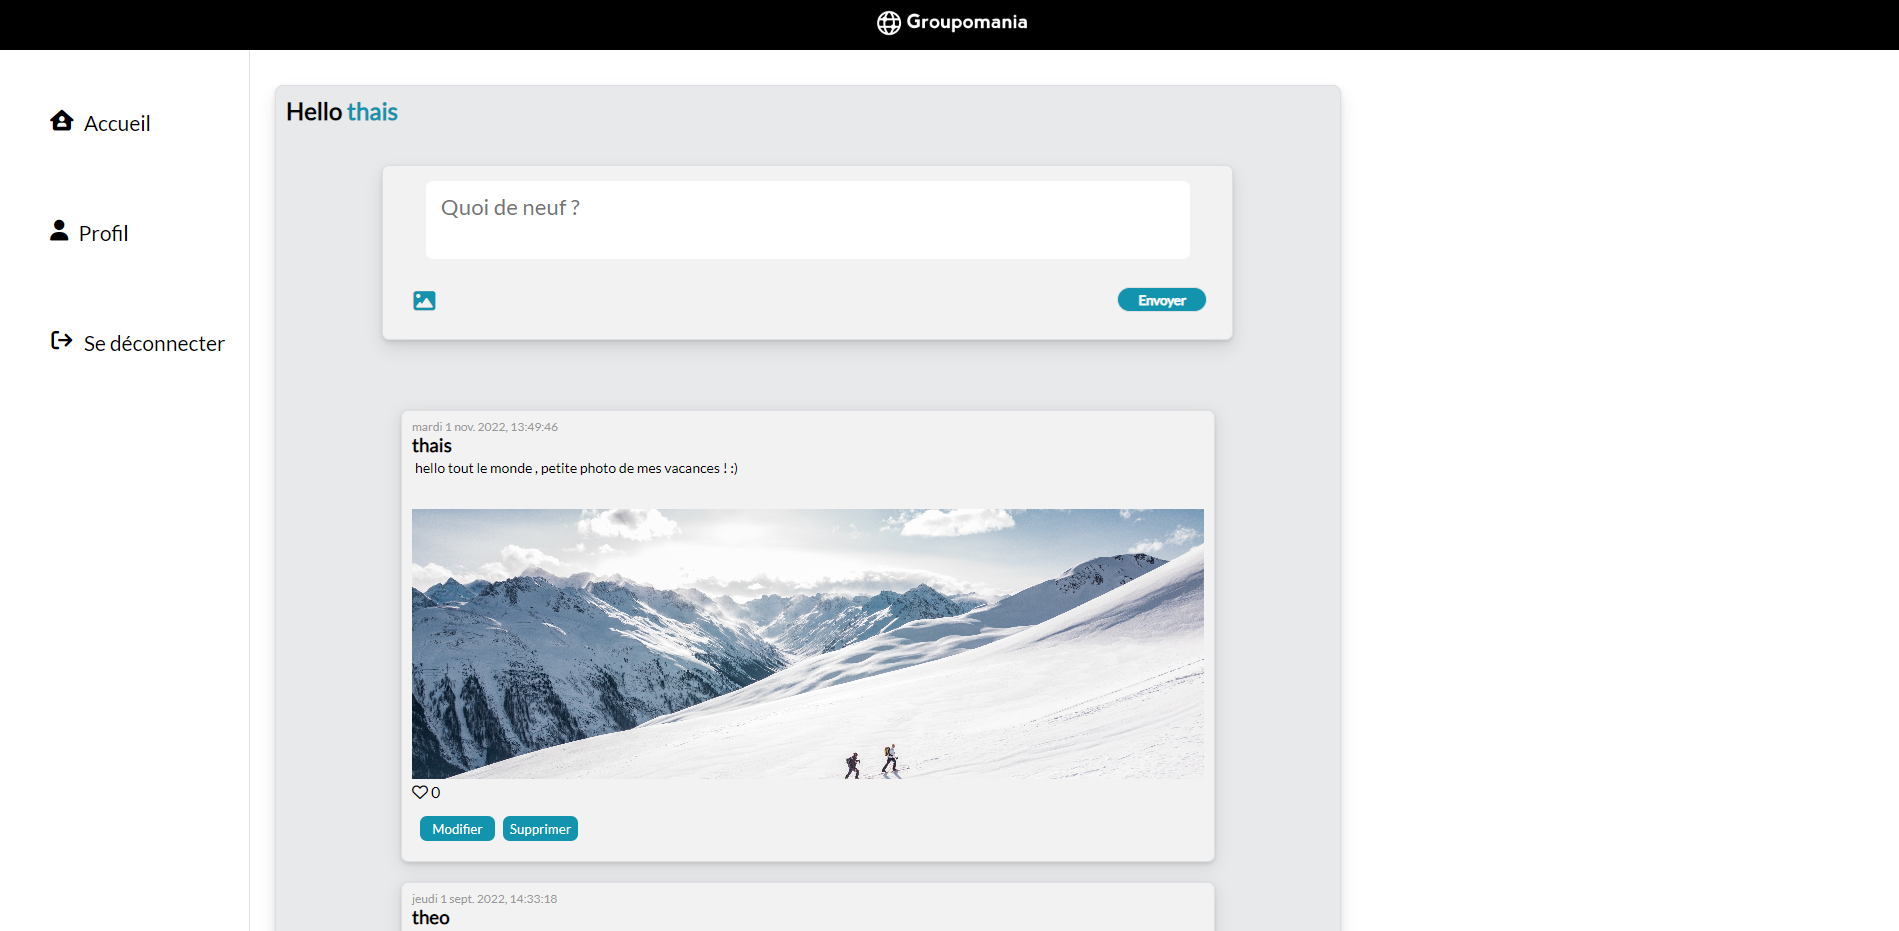 Groupomania
Accueil
Profil
Se déconnecter
Hello thais
Quoi de neuf ?
Envoyer
mardi 1 nov. 2022, 13:49:46
thais
hello tout le monde , petite photo de mes vacances ! :)
0
Modifier Supprimer
jeudi 1 sept. 2022, 14:33:18
theo